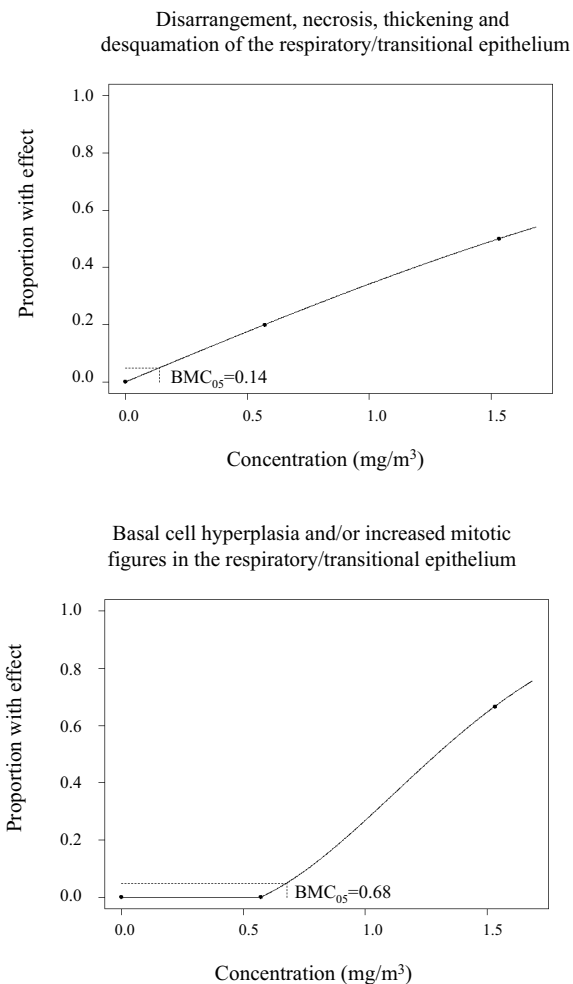 Disarrangement, necrosis, thickening and
desquamation of the respiratory/transitional epithelium
1.0
0.8
0.6
0.4
0.2
0.0
Proportion with effect
BMC₀₅=0.14
0.0 0.5 1.0 1.5
Concentration (mg/m³)
Basal cell hyperplasia and/or increased mitotic
figures in the respiratory/transitional epithelium
1.0
0.8
0.6
0.4
0.2
0.0
Proportion with effect
BMC₀₅=0.68
0.0 0.5 1.0 1.5
Concentration (mg/m³)